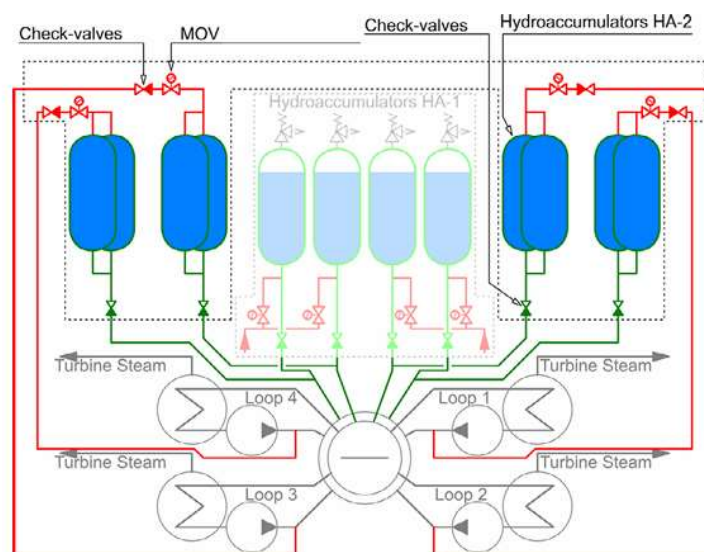 Check-valves
MOV
Check-valves
Hydroaccumulators HA-2
Hydroaccumulators HA-1
Turbine Steam
Loop 4
Loop 1
Turbine Steam
Turbine Steam
Loop 3
Loop 2
Turbine Steam